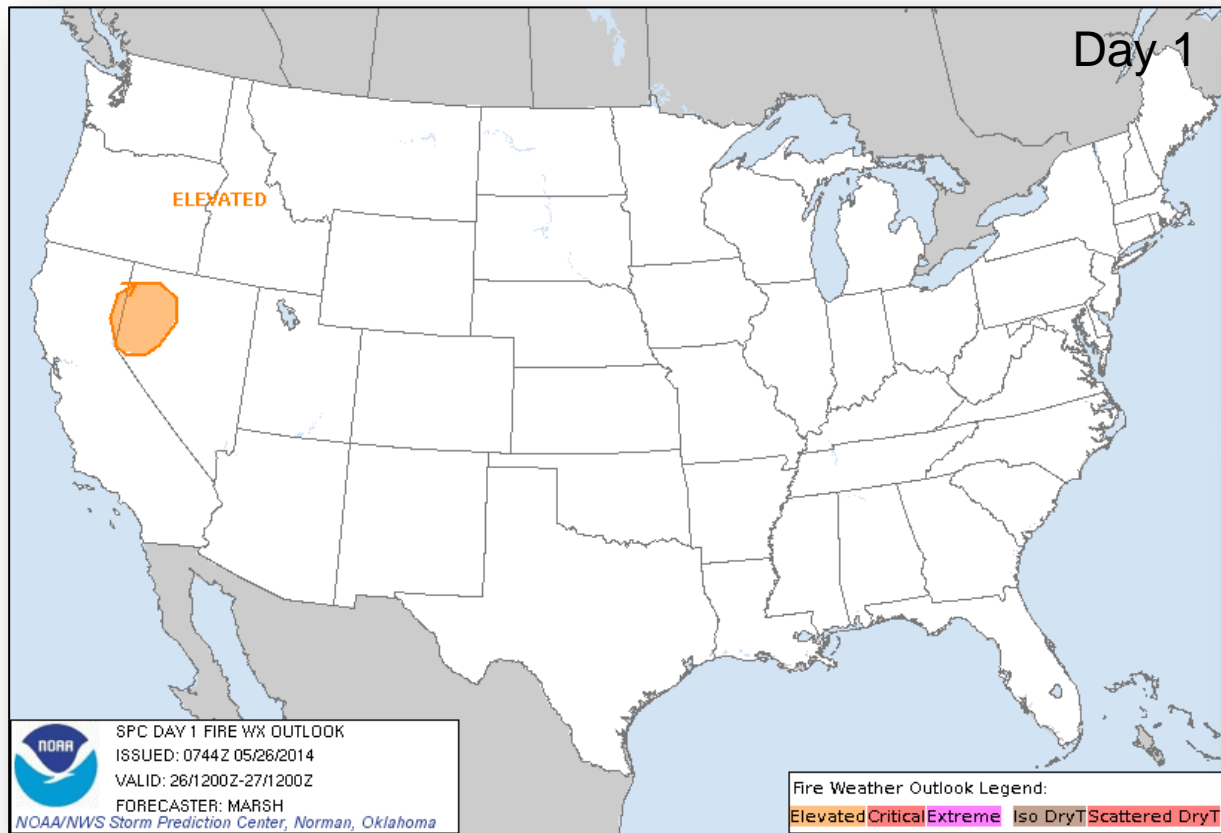 Day 1
ELEVATED
NOAA
SPC DAY 1 FIRE WX OUTLOOK
ISSUED: 0744Z 05/26/2014
VALID: 26/1200Z-27/1200Z
FORECASTER: MARSH
NOAA/NWS Storm Prediction Center, Norman, Oklahoma
Fire Weather Outlook Legend:
Elevated Critical Extreme Iso DryT Scattered DryT